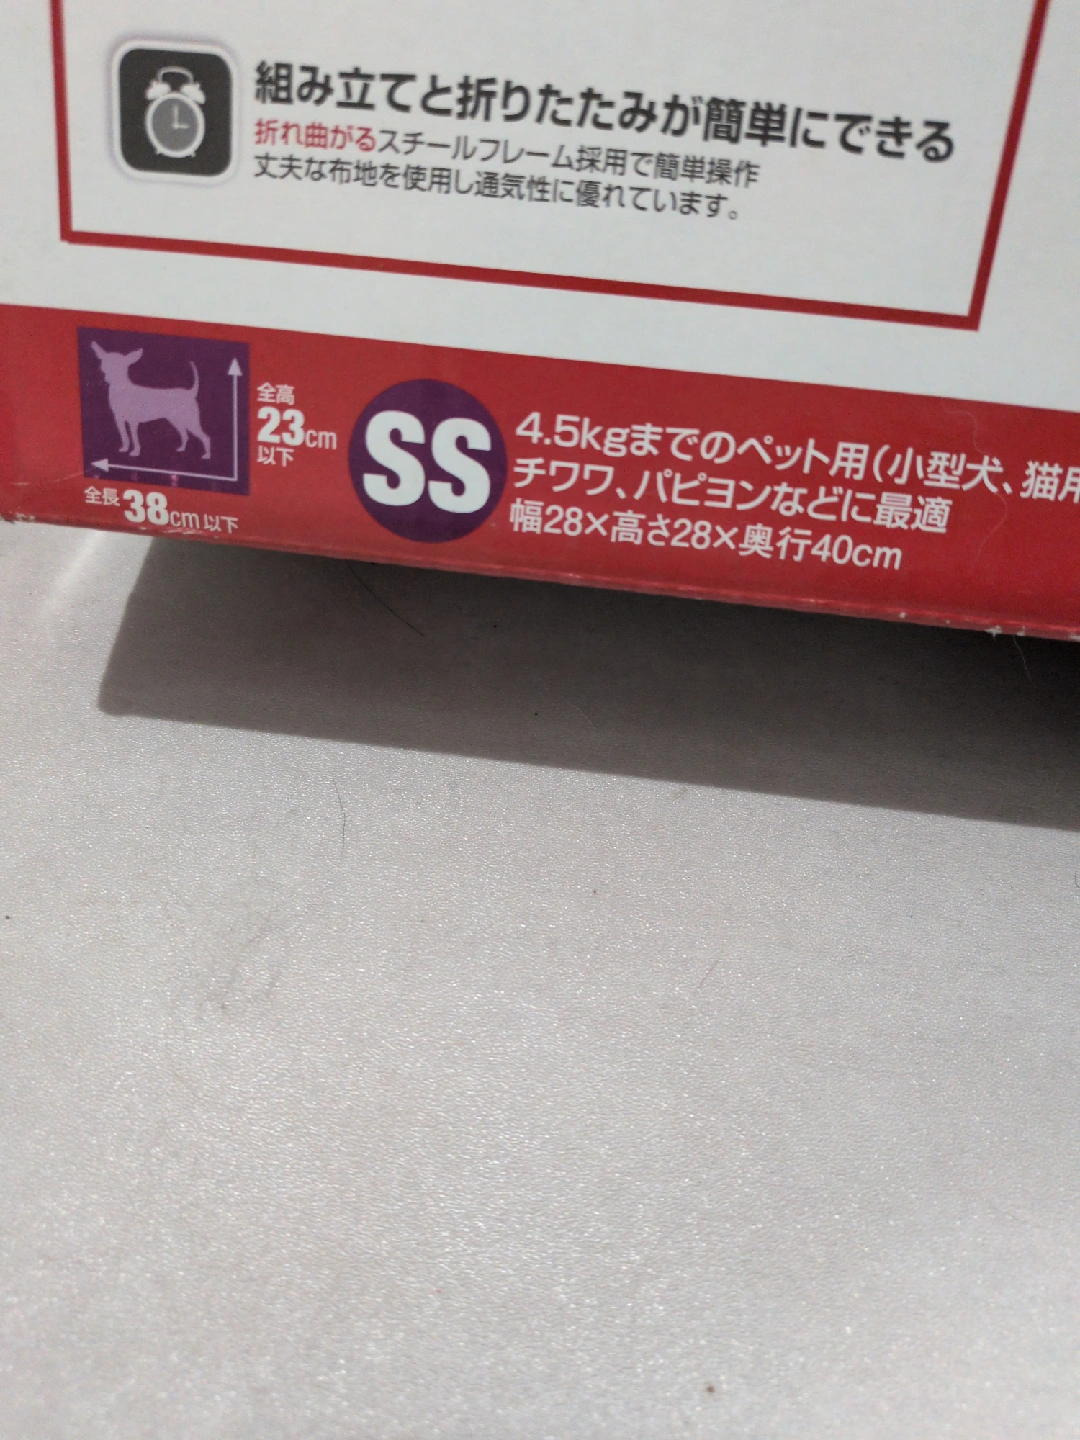 組み立てと折りたたみが簡単にできる
折れ曲がるスチールフレーム採用で簡単操作
丈夫な布地を使用し通気性に優れています。
全高
23cm
以下
全長38cm以下
SS
4.5kgまでのペット用(小型犬、猫用
チワワ、パピヨンなどに最適
幅28×高さ28×奥行40cm